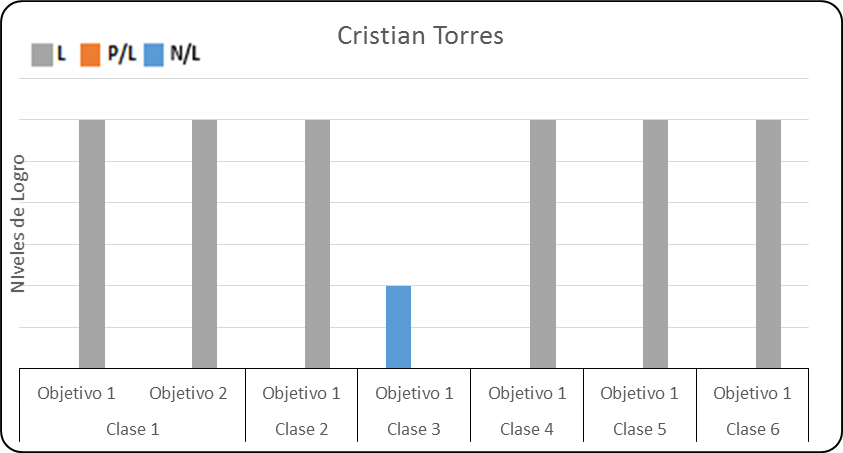 Cristian Torres
L P/L N/L
NIveles de Logro
Objetivo 1 Objetivo 2 Objetivo 1 Objetivo 1 Objetivo 1 Objetivo 1 Objetivo 1
Clase 1 Clase 2 Clase 3 Clase 4 Clase 5 Clase 6